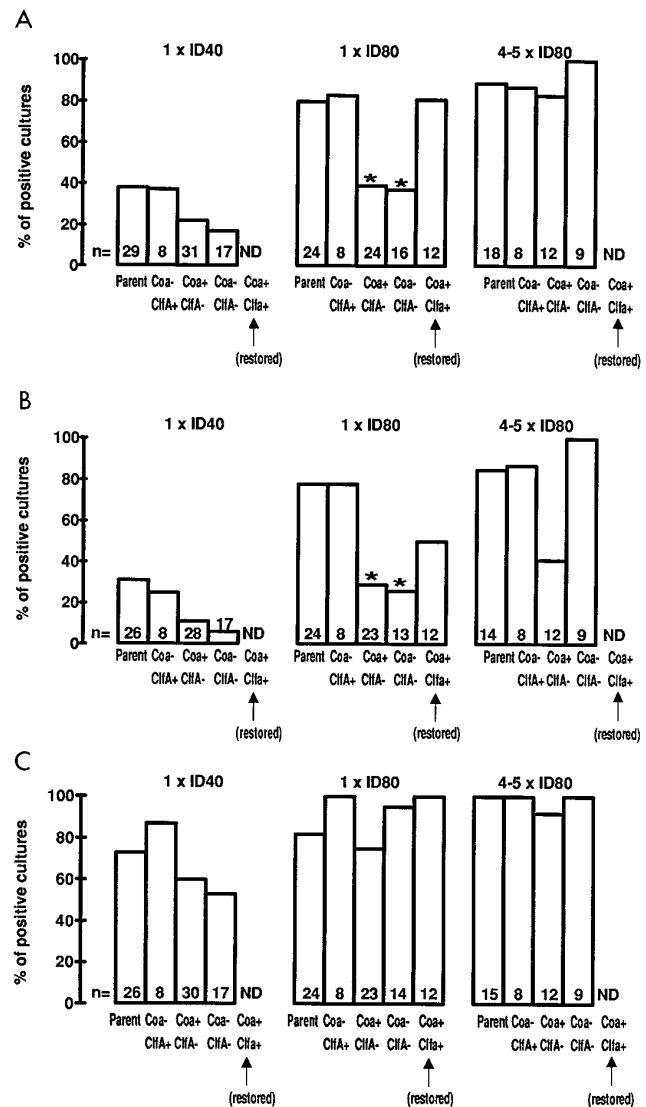 A
1 x ID40 1 x ID80 4-5 x ID80
% of positive cultures
100
80
60
40
20
0
* *
n= 29 8 31 17 ND 24 8 24 16 12 18 8 12 9 ND
Parent Coa- Coa+ Coa- Coa+ Parent Coa- Coa+ Coa- Coa+ Parent Coa- Coa+ Coa- Coa+
ClfA+ ClfA- ClfA- Clfa+ ClfA+ ClfA- ClfA- Clfa+ ClfA+ ClfA- ClfA- Clfa+
(restored) (restored) (restored)
B
1 x ID40 1 x ID80 4-5 x ID80
% of positive cultures
100
80
60
40
20
0
* *
n= 26 8 28 17 ND 24 8 23 13 12 14 8 12 9 ND
Parent Coa- Coa+ Coa- Coa+ Parent Coa- Coa+ Coa- Coa+ Parent Coa- Coa+ Coa- Coa+
ClfA+ ClfA- ClfA- Clfa+ ClfA+ ClfA- ClfA- Clfa+ ClfA+ ClfA- ClfA- Clfa+
(restored) (restored) (restored)
C
1 x ID40 1 x ID80 4-5 x ID80
% of positive cultures
100
80
60
40
20
0
n= 26 8 30 17 ND 24 8 23 14 12 15 8 12 9 ND
Parent Coa- Coa+ Coa- Coa+ Parent Coa- Coa+ Coa- Coa+ Parent Coa- Coa+ Coa- Coa+
ClfA+ ClfA- ClfA- Clfa+ ClfA+ ClfA- ClfA- Clfa+ ClfA+ ClfA- ClfA- Clfa+
(restored) (restored) (restored)